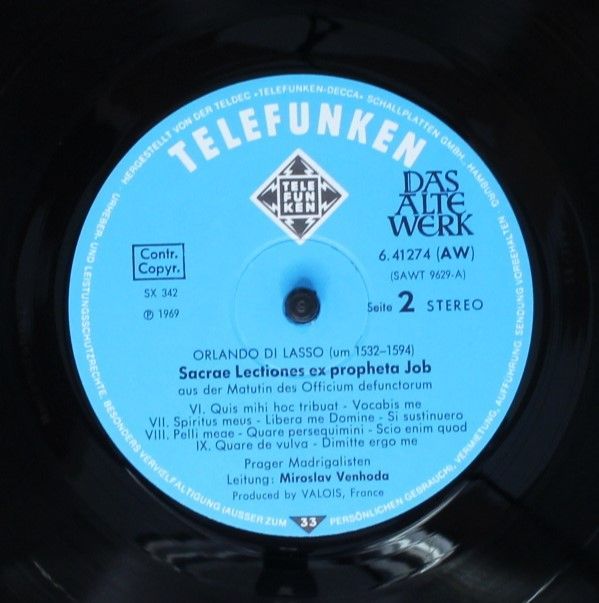 HERGESTELLT VON DER TELDEC »TELEFUNKEN-DECCA« SCHALLPLATTEN GMBH, HAMBURG
TELEFUNKEN
TELE
FUN
KEN
DAS
ALTE
WERK
6.41274 (AW)
(SAWT 9629-A)
Contr.
Copyr.
SX 342
℗ 1969
Seite 2 STEREO
ORLANDO DI LASSO (um 1532-1594)
Sacrae Lectiones ex propheta Job
aus der Matutin des Officium defunctorum
VI. Quis mihi hoc tribuat - Vocabis me
VII. Spiritus meus - Libera me Domine - Si sustinuero
VIII. Pelli meae - Quare persequimini - Scio enim quod
IX. Quare de vulva - Dimitte ergo me
Prager Madrigalisten
Leitung: Miroslav Venhoda
Produced by VALOIS, France
33
URHEBER- UND LEISTUNGSSCHUTZRECHTE, BESONDERS VERVIELFÄLTIGUNG (AUSSER ZUM PERSÖNLICHEN GEBRAUCH), VERMIETUNG, AUFFÜHRUNG, SENDUNG VORBEHALTEN